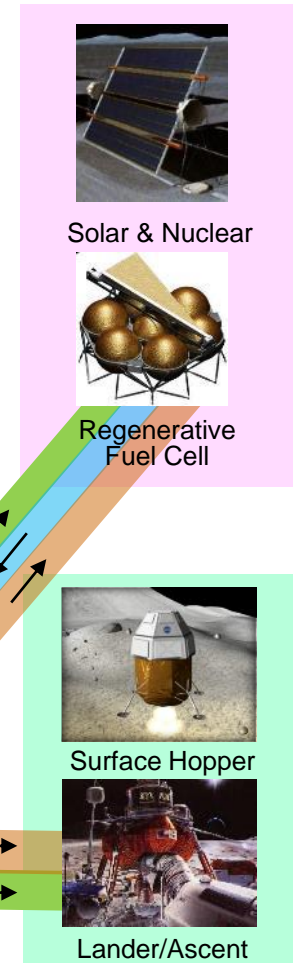 Solar & Nuclear
Regenerative
Fuel Cell
Surface Hopper
Lander/Ascent